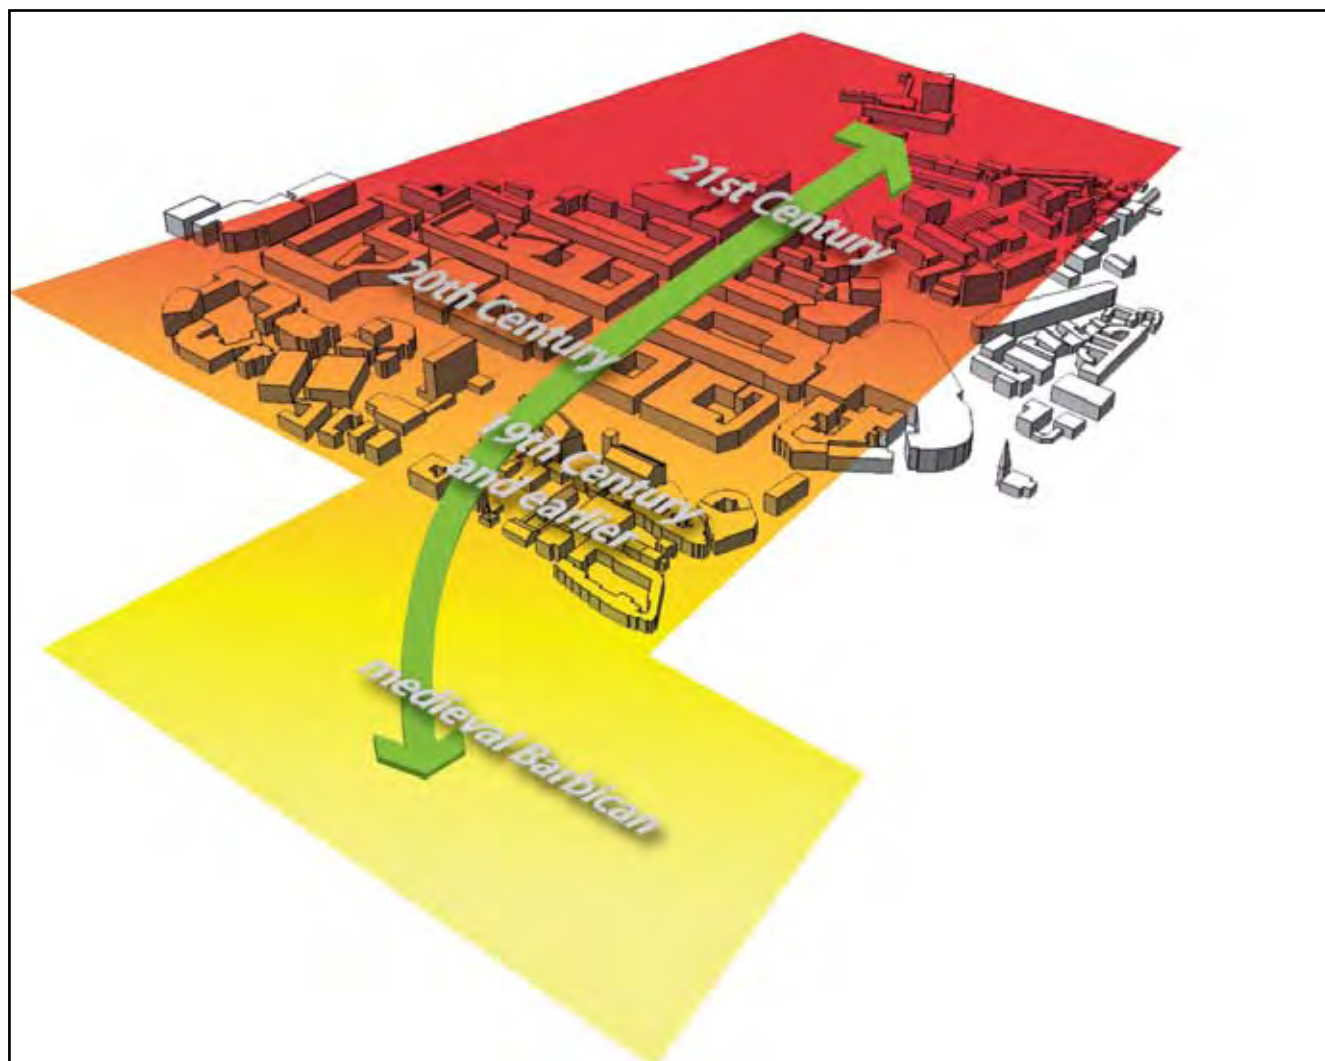 21st Century
20th Century
19th Century
and earlier
medieval Barbican